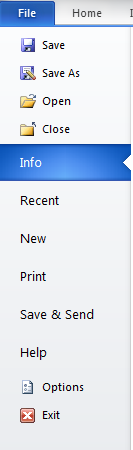 File Home
Save
Save As
Open
Close
Info
Recent
New
Print
Save & Send
Help
Options
Exit